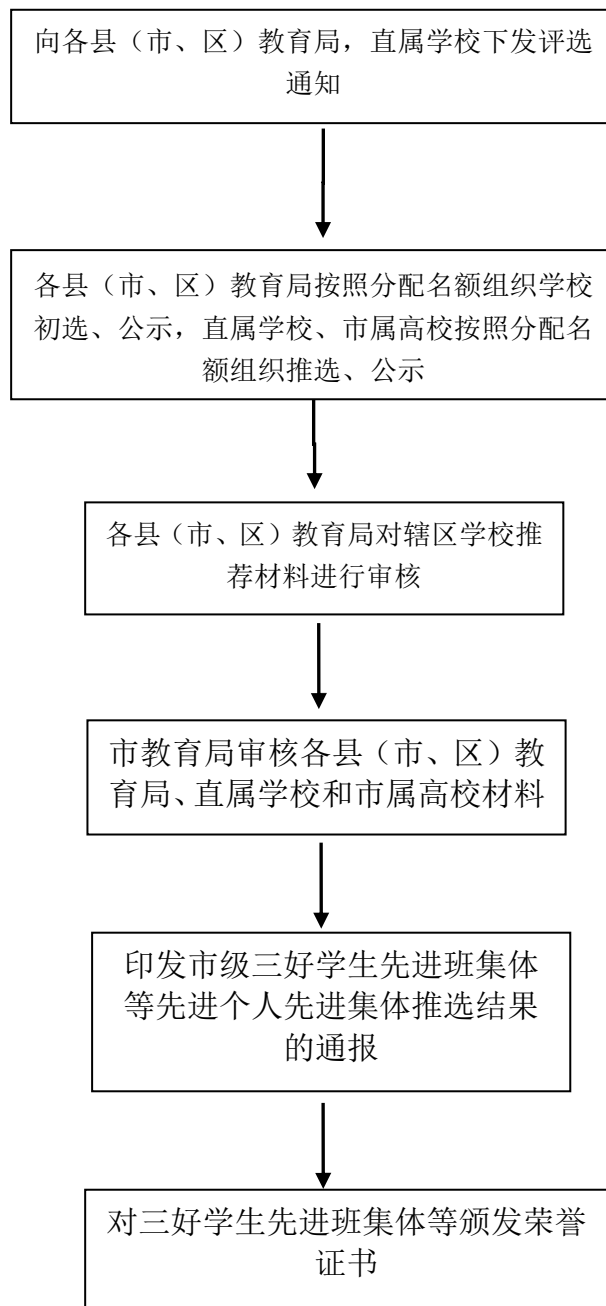 向各县（市、区）教育局，直属学校下发评选
通知
各县（市、区）教育局按照分配名额组织学校
初选、公示，直属学校、市属高校按照分配名
额组织推选、公示
各县（市、区）教育局对辖区学校推
荐材料进行审核
市教育局审核各县（市、区）教
育局、直属学校和市属高校材料
印发市级三好学生先进班集体
等先进个人先进集体推选结果
的通报
对三好学生先进班集体等颁发荣誉
证书